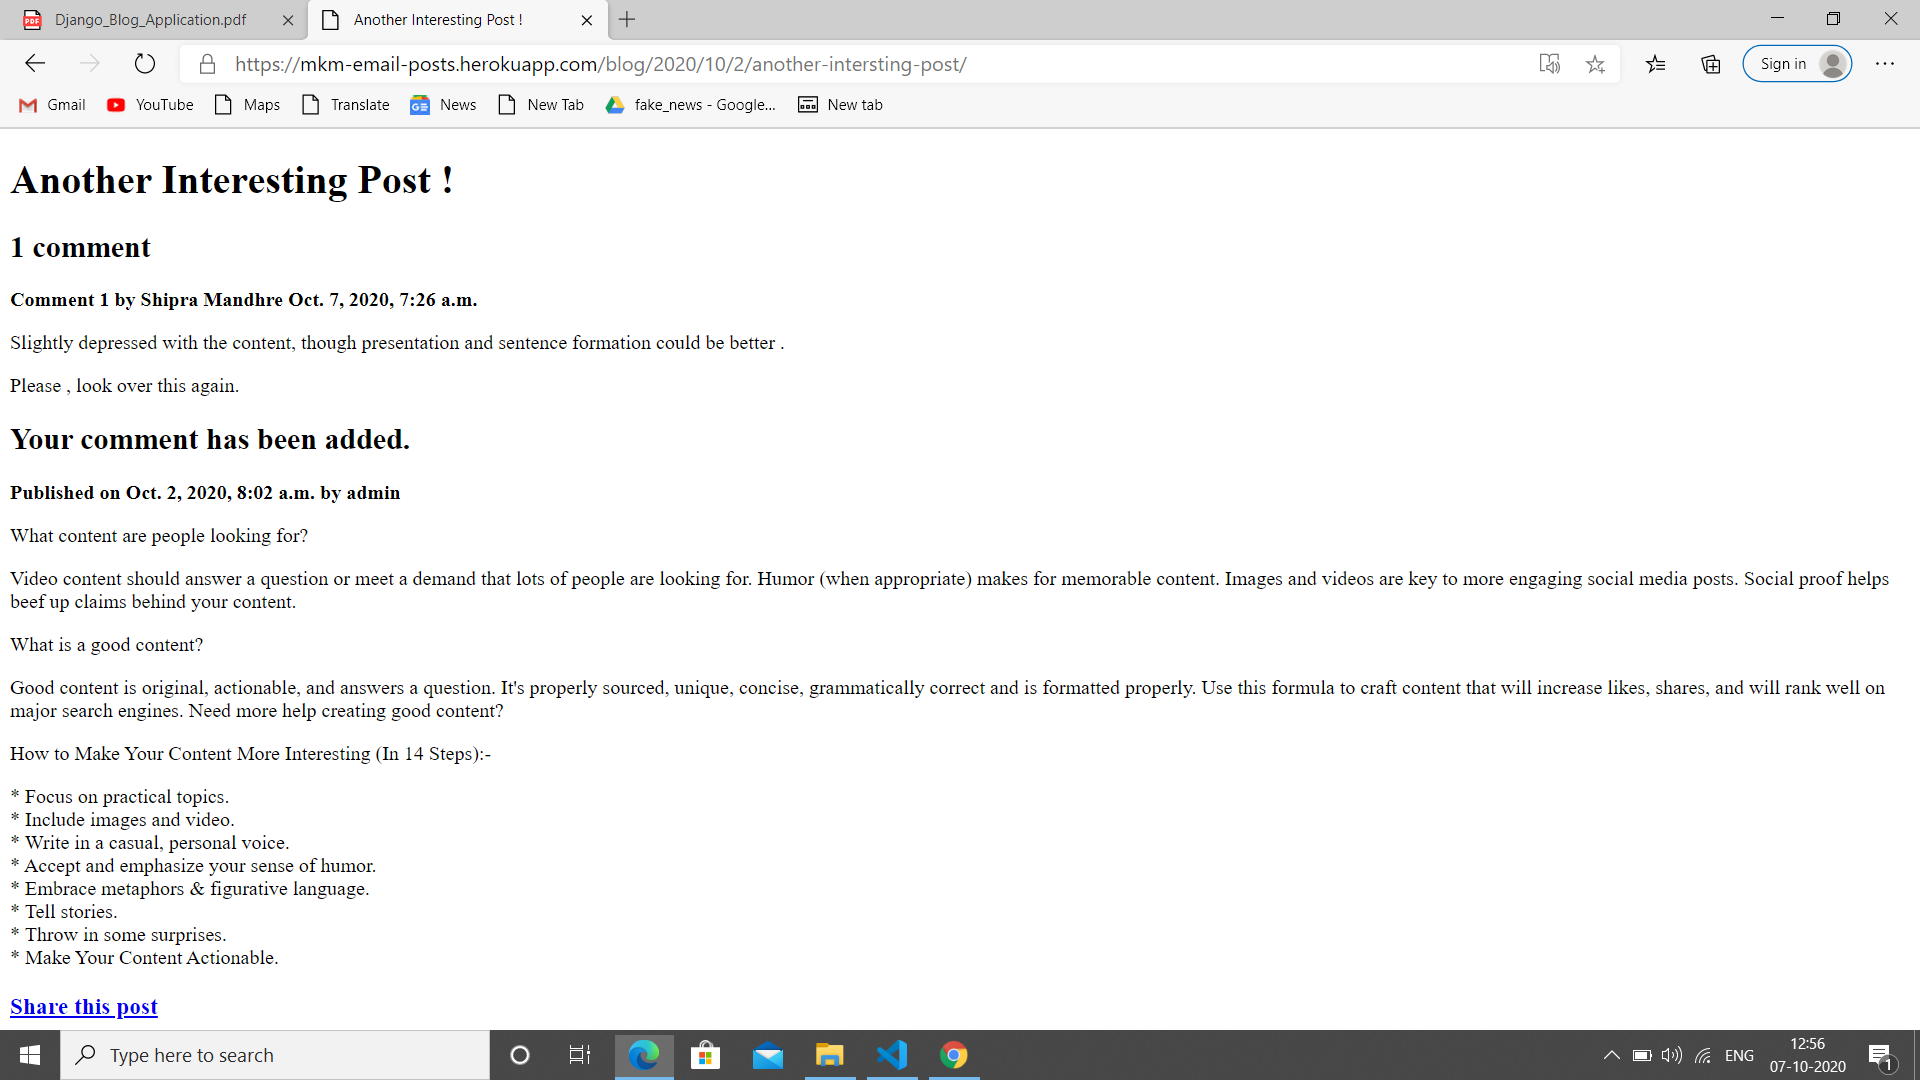 Django_Blog_Application.pdf
Another Interesting Post !
https://mkm-email-posts.herokuapp.com/blog/2020/10/2/another-intersting-post/
Sign in
Gmail
YouTube
Maps
Translate
News
New Tab
fake_news - Google...
New tab
Another Interesting Post !
1 comment
Comment 1 by Shipra Mandhre Oct. 7, 2020, 7:26 a.m.
Slightly depressed with the content, though presentation and sentence formation could be better .
Please , look over this again.
Your comment has been added.
Published on Oct. 2, 2020, 8:02 a.m. by admin
What content are people looking for?
Video content should answer a question or meet a demand that lots of people are looking for. Humor (when appropriate) makes for memorable content. Images and videos are key to more engaging social media posts. Social proof helps
beef up claims behind your content.
What is a good content?
Good content is original, actionable, and answers a question. It's properly sourced, unique, concise, grammatically correct and is formatted properly. Use this formula to craft content that will increase likes, shares, and will rank well on
major search engines. Need more help creating good content?
How to Make Your Content More Interesting (In 14 Steps):-
* Focus on practical topics.
* Include images and video.
* Write in a casual, personal voice.
* Accept and emphasize your sense of humor.
* Embrace metaphors & figurative language.
* Tell stories.
* Throw in some surprises.
* Make Your Content Actionable.
Share this post
Type here to search
ENG
12:56
07-10-2020
1